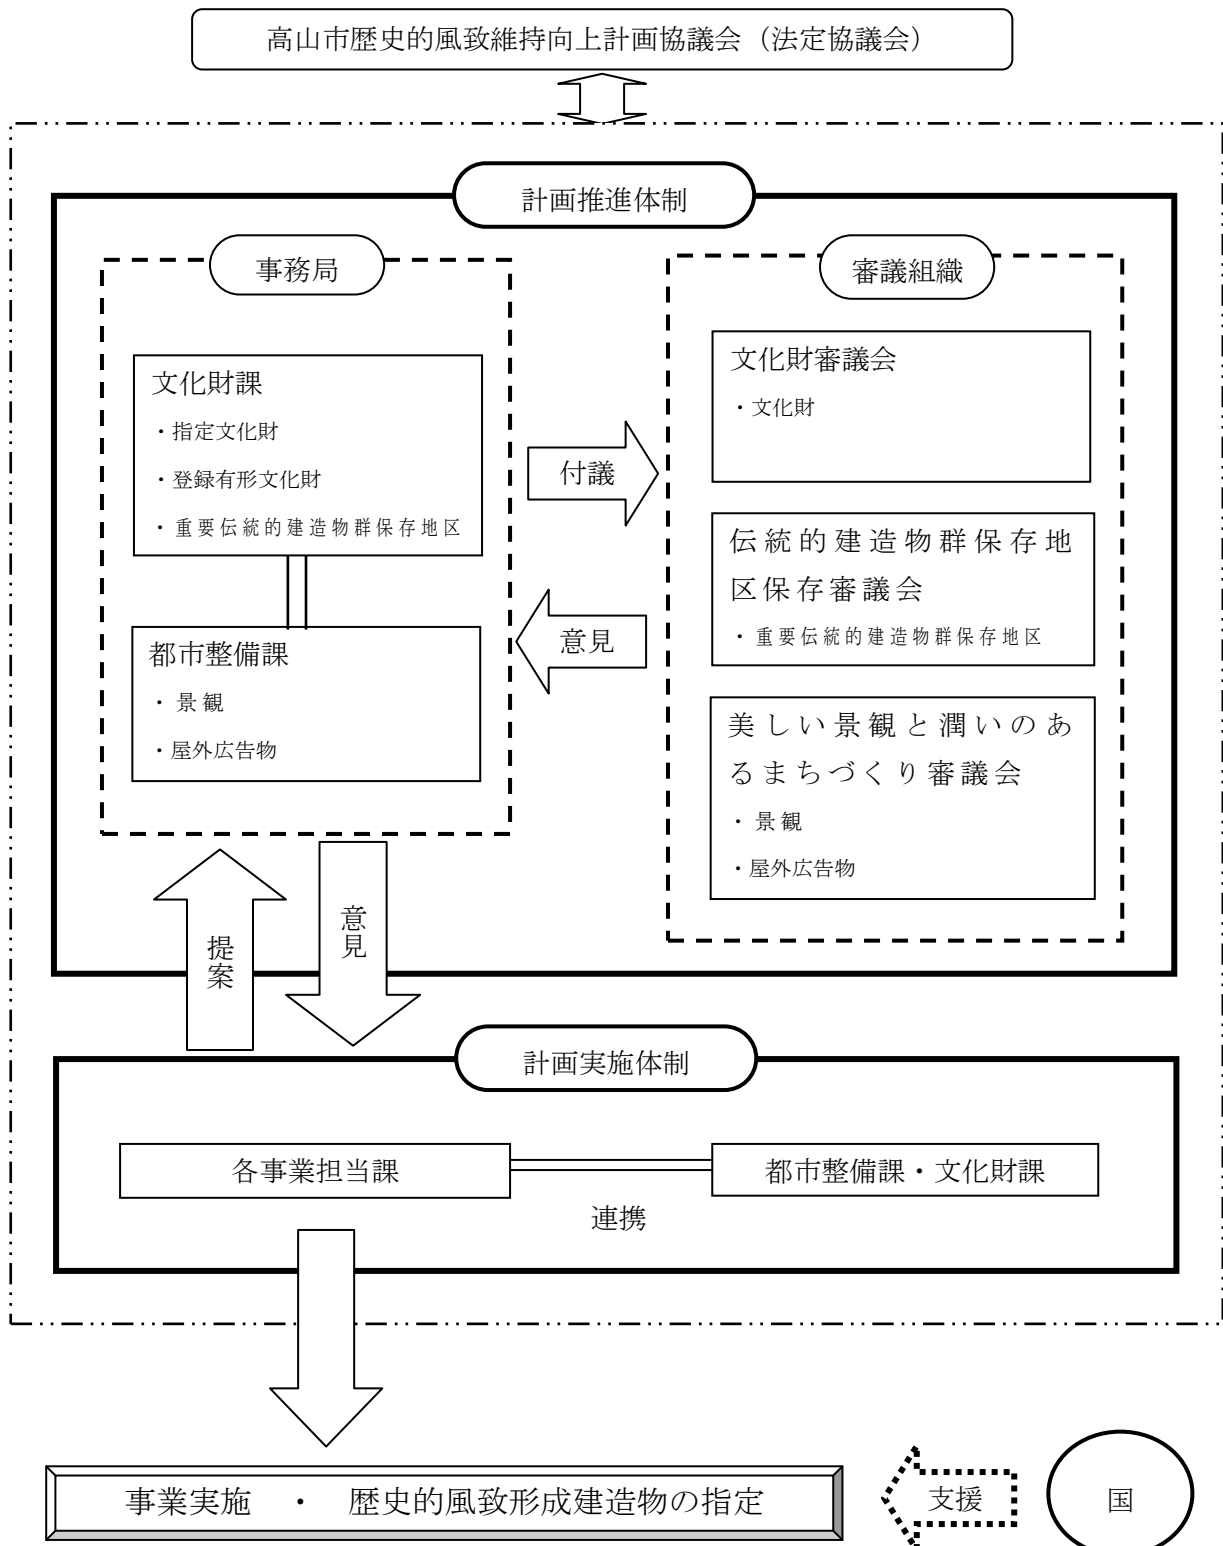 高山市歴史的風致維持向上計画協議会（法定協議会）
計画推進体制
事務局
文化財課
・指定文化財
・登録有形文化財
・重要伝統的建造物群保存地区
都市整備課
・景観
・屋外広告物
付議
意見
審議組織
文化財審議会
・文化財
伝統的建造物群保存地
区保存審議会
・重要伝統的建造物群保存地区
美しい景観と潤いのあ
るまちづくり審議会
・景観
・屋外広告物
提案
意見
計画実施体制
各事業担当課
都市整備課・文化財課
連携
事業実施　・　歴史的風致形成建造物の指定
支援
国